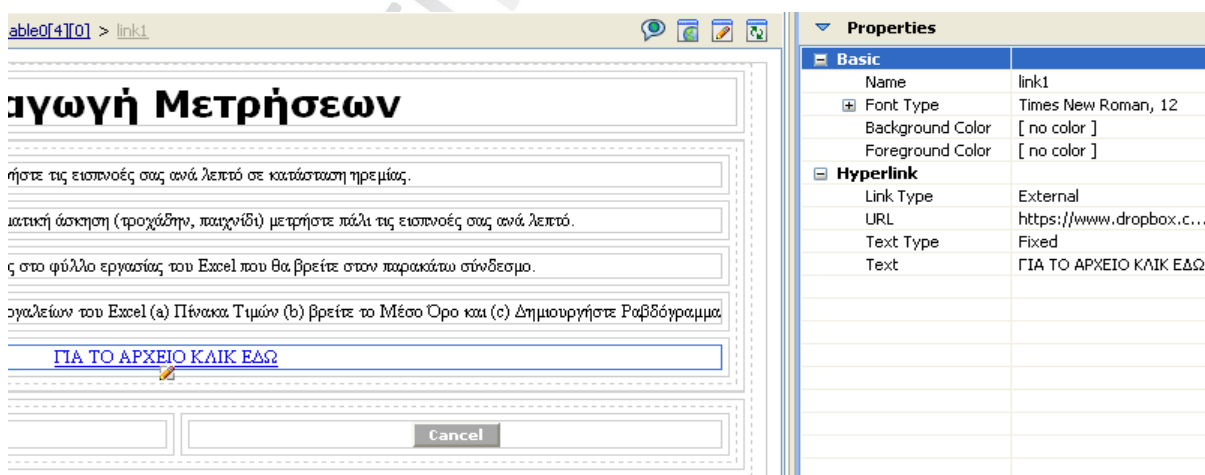 able0[4][0] > link1
Properties
Basic
Name link1
Font Type Times New Roman, 12
Background Color [ no color ]
Foreground Color [ no color ]
Hyperlink
Link Type External
URL https://www.dropbox.c...
Text Type Fixed
Text ΓΙΑ ΤΟ ΑΡΧΕΙΟ ΚΛΙΚ ΕΔΩ
αγωγή Μετρήσεων
ρήστε τις εισπνοές σας ανά λεπτό σε κατάσταση ηρεμίας.
ματική άσκηση (τροχάδην, παιχνίδι) μετρήστε πάλι τις εισπνοές σας ανά λεπτό.
ς στο φύλλο εργασίας του Excel που θα βρείτε στον παρακάτω σύνδεσμο.
ργαλείων του Excel (a) Πίνακα Τιμών (b) βρείτε το Μέσο Όρο και (c) Δημιουργήστε Ραβδόγραμμα
ΓΙΑ ΤΟ ΑΡΧΕΙΟ ΚΛΙΚ ΕΔΩ
Cancel